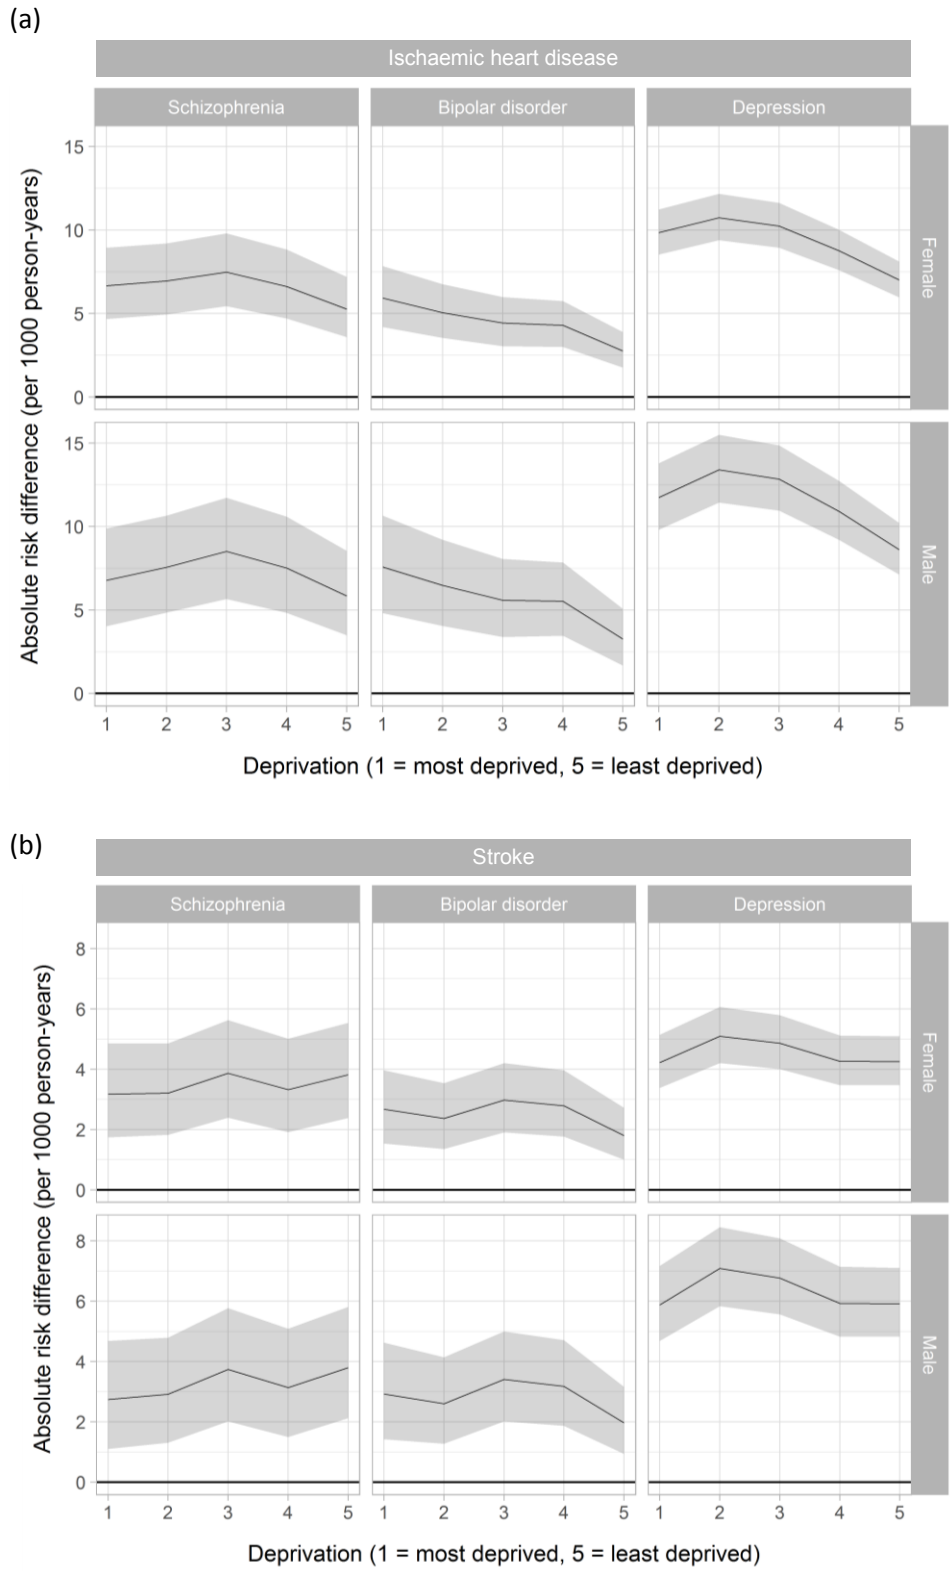 (a)
Ischaemic heart disease
Schizophrenia Bipolar disorder Depression
Absolute risk difference (per 1000 person-years)
15
10
5
0
Female
15
10
5
0
Male
1 2 3 4 5 1 2 3 4 5 1 2 3 4 5
Deprivation (1 = most deprived, 5 = least deprived)
(b)
Stroke
Schizophrenia Bipolar disorder Depression
Absolute risk difference (per 1000 person-years)
8
6
4
2
0
Female
8
6
4
2
0
Male
1 2 3 4 5 1 2 3 4 5 1 2 3 4 5
Deprivation (1 = most deprived, 5 = least deprived)